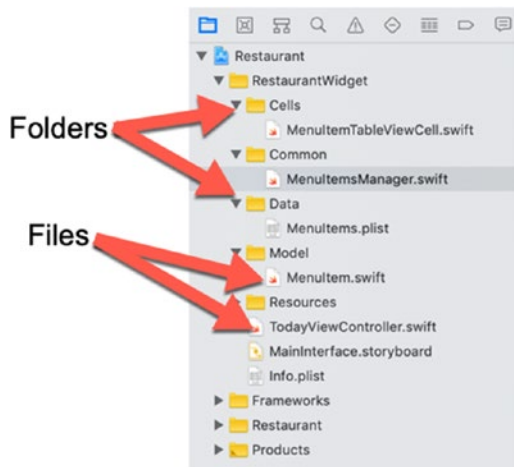 Restaurant
RestaurantWidget
Cells
Folders
MenuItemTableViewCell.swift
Common
MenuItemsManager.swift
Data
Files
MenuItems.plist
Model
MenuItem.swift
Resources
TodayViewController.swift
MainInterface.storyboard
Info.plist
Frameworks
Restaurant
Products